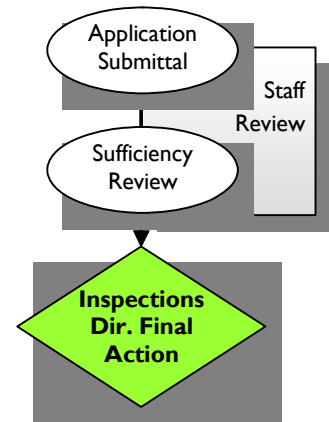 Application
Submittal
Staff
Review
Sufficiency
Review
Inspections
Dir. Final
Action